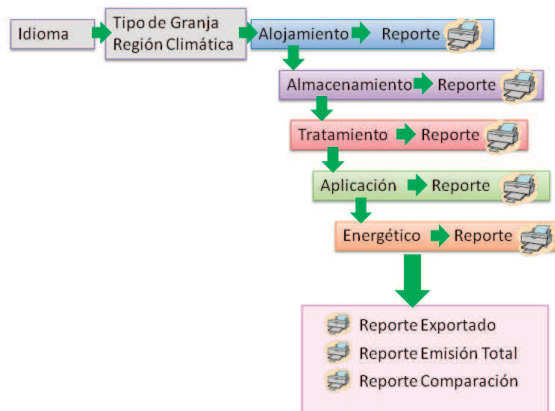 Idioma
Tipo de Granja
Región Climática
Alojamiento Reporte
Almacenamiento Reporte
Tratamiento Reporte
Aplicación Reporte
Energético Reporte
Reporte Exportado
Reporte Emisión Total
Reporte Comparación